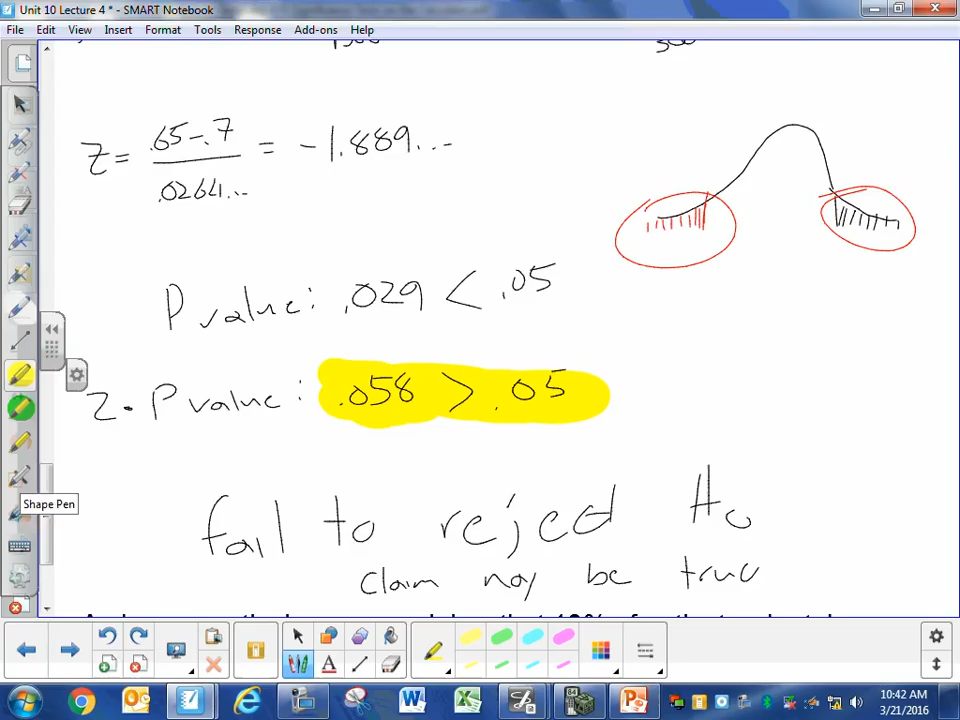 Unit 10 Lecture 4 * - SMART Notebook
File Edit View Insert Format Tools Response Add-ons Help
Z = .65-.7 / .0264... = -1.889...
P value: .029 < .05
2. P value: .058 > .05
Shape Pen
fail to reject Ho
claim may be true
10:42 AM
3/21/2016